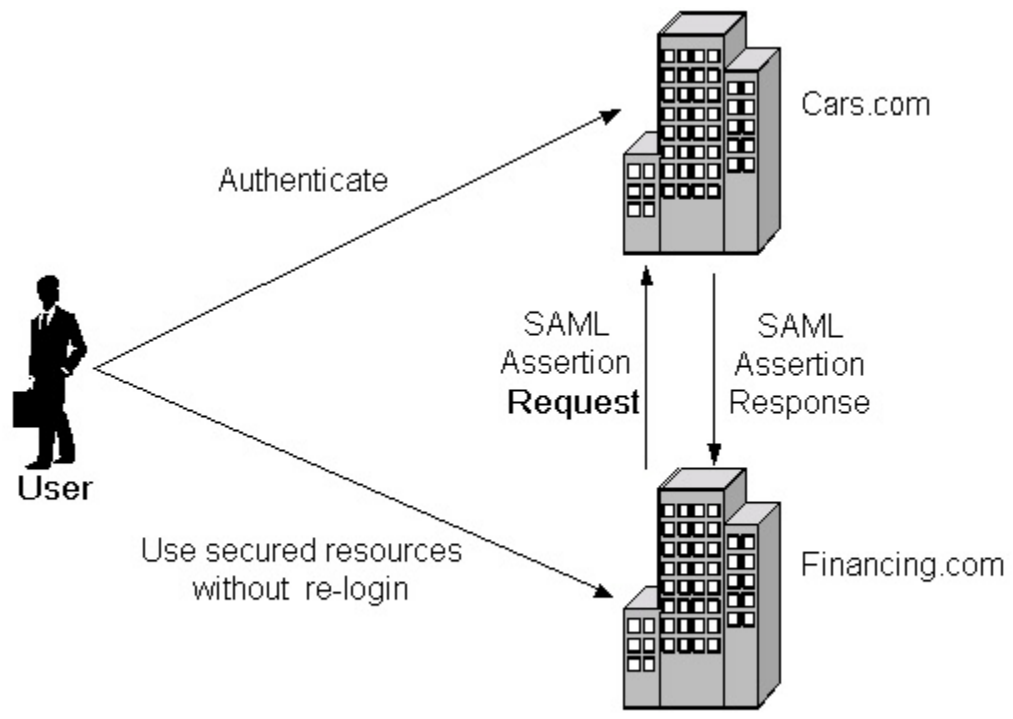 Cars.com
Authenticate
SAML
Assertion
Request
SAML
Assertion
Response
User
Use secured resources
without re-login
Financing.com